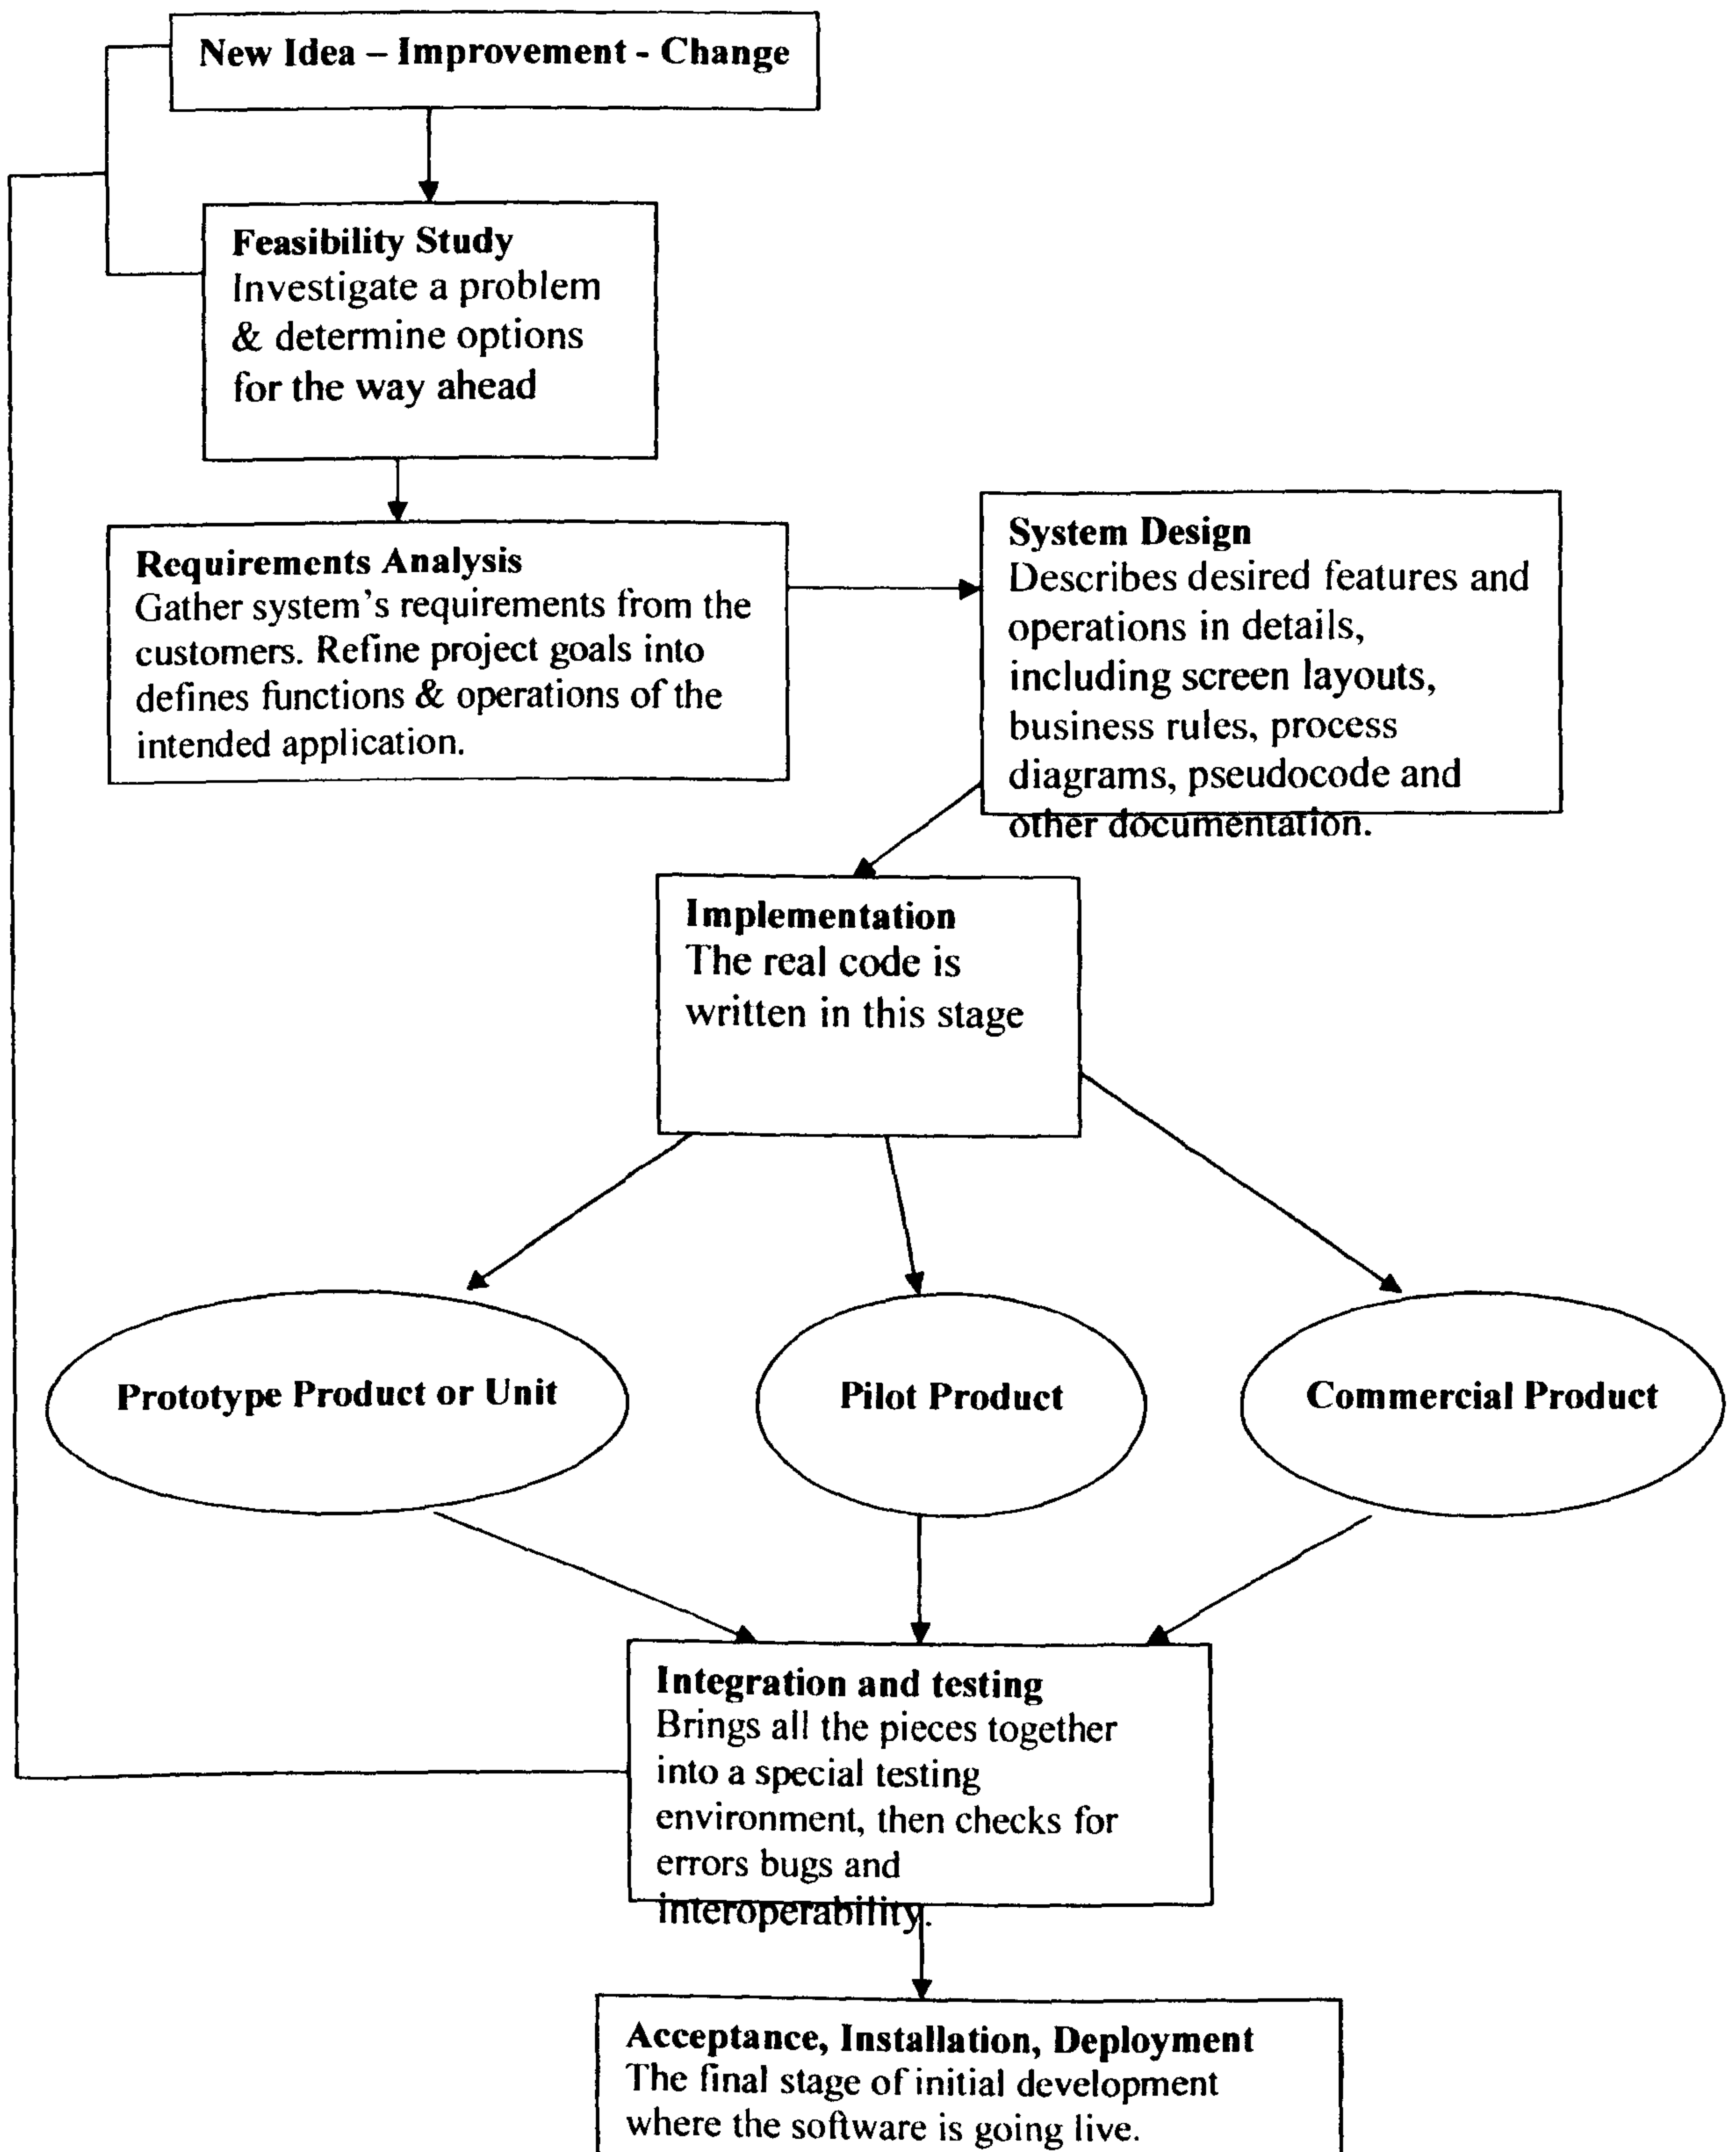 New Idea – Improvement - Change
Feasibility Study
Investigate a problem
& determine options
for the way ahead
Requirements Analysis
Gather system's requirements from the
customers. Refine project goals into
defines functions & operations of the
intended application.
System Design
Describes desired features and
operations in details,
including screen layouts,
business rules, process
diagrams, pseudocode and
other documentation.
Implementation
The real code is
written in this stage
Prototype Product or Unit
Pilot Product
Commercial Product
Integration and testing
Brings all the pieces together
into a special testing
environment, then checks for
errors bugs and
interoperability.
Acceptance, Installation, Deployment
The final stage of initial development
where the software is going live.